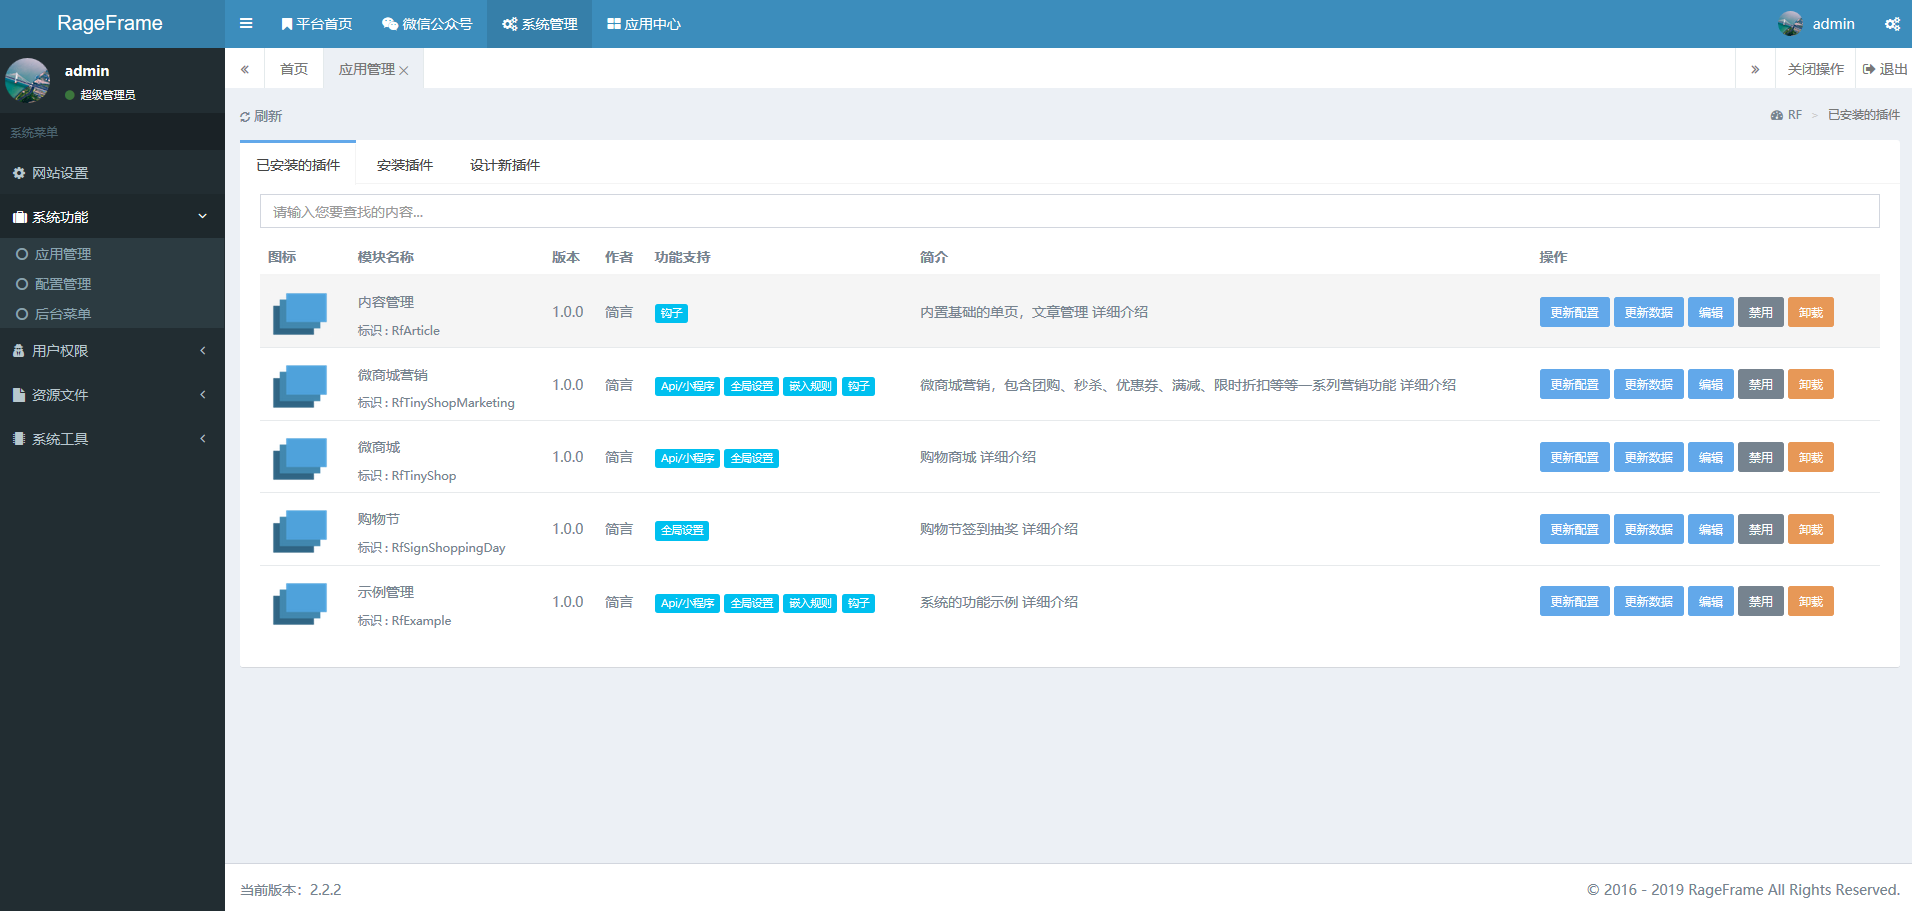 RageFrame
平台首页 微信公众号 系统管理 应用中心 admin
admin
超级管理员
系统菜单
网站设置
系统功能
应用管理
配置管理
后台菜单
用户权限
资源文件
系统工具
首页 应用管理 关闭操作 退出
刷新 RF > 已安装的插件
已安装的插件 安装插件 设计新插件
请输入您要查找的内容...
图标 模块名称 版本 作者 功能支持 简介 操作
内容管理
标识 : RfArticle
1.0.0 简言 钩子 内置基础的单页，文章管理 详细介绍 更新配置 更新数据 编辑 禁用 卸载
微商城营销
标识 : RfTinyShopMarketing
1.0.0 简言 Api/小程序 全局设置 嵌入规则 钩子 微商城营销，包含团购、秒杀、优惠券、满减、限时折扣等等一系列营销功能 详细介绍 更新配置 更新数据 编辑 禁用 卸载
微商城
标识 : RfTinyShop
1.0.0 简言 Api/小程序 全局设置 购物商城 详细介绍 更新配置 更新数据 编辑 禁用 卸载
购物节
标识 : RfSignShoppingDay
1.0.0 简言 全局设置 购物节签到抽奖 详细介绍 更新配置 更新数据 编辑 禁用 卸载
示例管理
标识 : RfExample
1.0.0 简言 Api/小程序 全局设置 嵌入规则 钩子 系统的功能示例 详细介绍 更新配置 更新数据 编辑 禁用 卸载
当前版本：2.2.2 © 2016 - 2019 RageFrame All Rights Reserved.